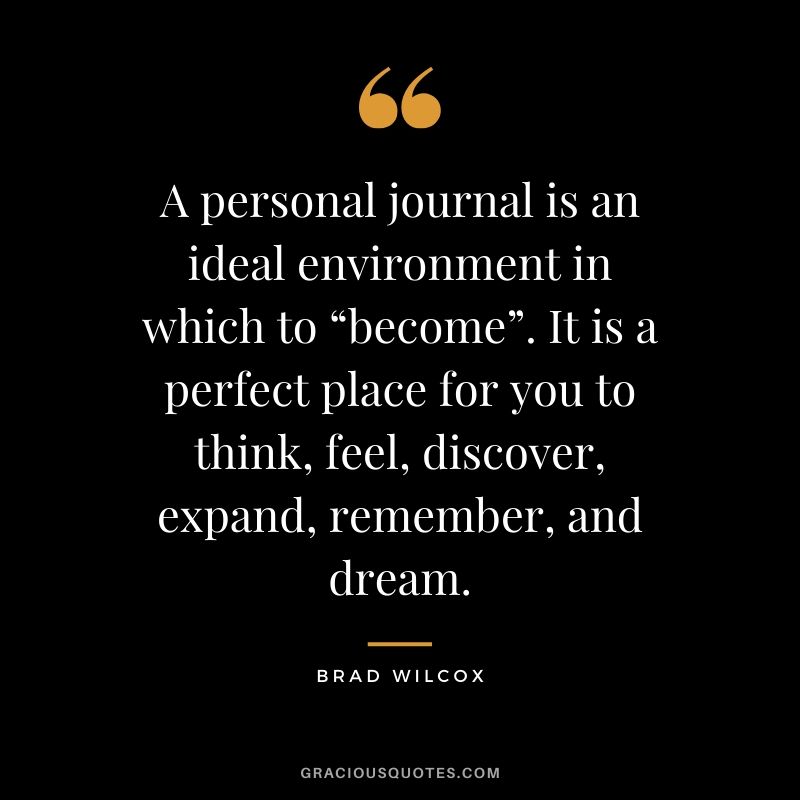 “
A personal journal is an
ideal environment in
which to “become”. It is a
perfect place for you to
think, feel, discover,
expand, remember, and
dream.
BRAD WILCOX
GRACIOUSQUOTES.COM